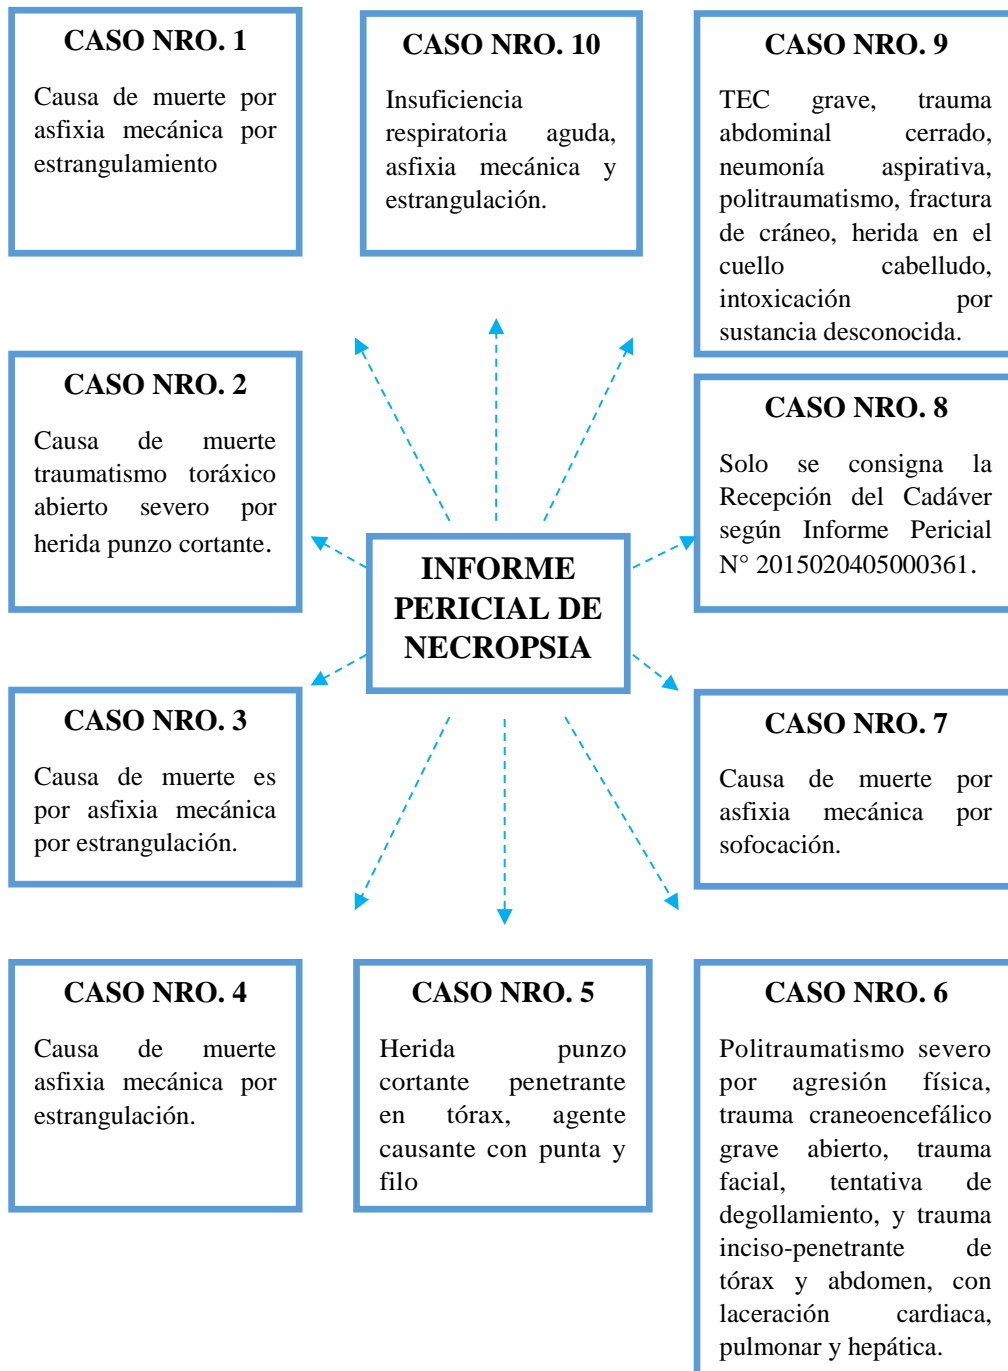 CASO NRO. 1
Causa de muerte por
asfixia mecánica por
estrangulamiento
CASO NRO. 10
Insuficiencia
respiratoria aguda,
asfixia mecánica y
estrangulación.
CASO NRO. 9
TEC grave, trauma
abdominal cerrado,
neumonía aspirativa,
politraumatismo, fractura
de cráneo, herida en el
cuello cabelludo,
intoxicación por
sustancia desconocida.
CASO NRO. 2
Causa de muerte
traumatismo toráxico
abierto severo por
herida punzo cortante.
CASO NRO. 8
Solo se consigna la
Recepción del Cadáver
según Informe Pericial
N° 2015020405000361.
INFORME
PERICIAL DE
NECROPSIA
CASO NRO. 3
Causa de muerte es
por asfixia mecánica
por estrangulación.
CASO NRO. 7
Causa de muerte por
asfixia mecánica por
sofocación.
CASO NRO. 4
Causa de muerte
asfixia mecánica por
estrangulación.
CASO NRO. 5
Herida punzo
cortante penetrante
en tórax, agente
causante con punta y
filo
CASO NRO. 6
Politraumatismo severo
por agresión física,
trauma craneoencefálico
grave abierto, trauma
facial, tentativa de
degollamiento, y trauma
inciso-penetrante de
tórax y abdomen, con
laceración cardiaca,
pulmonar y hepática.